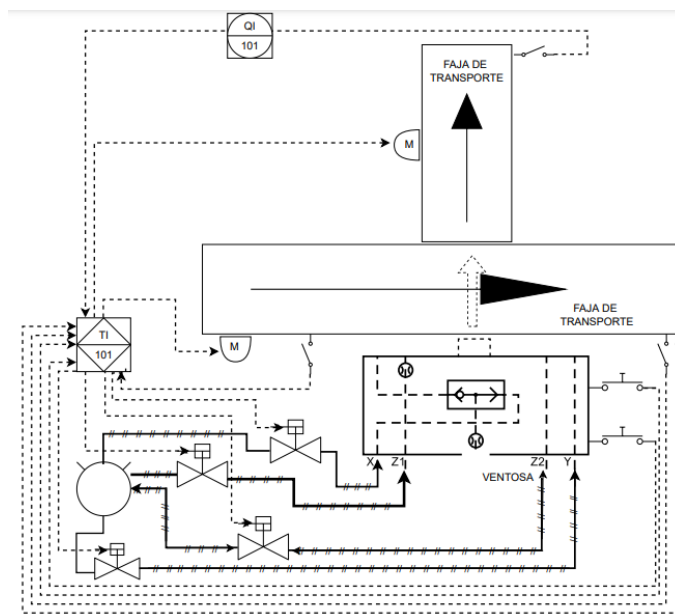 QI
101
FAJA DE
TRANSPORTE
M
FAJA DE
TRANSPORTE
TI
101
M
T
T
X
Z1
Z2
Y
VENTOSA